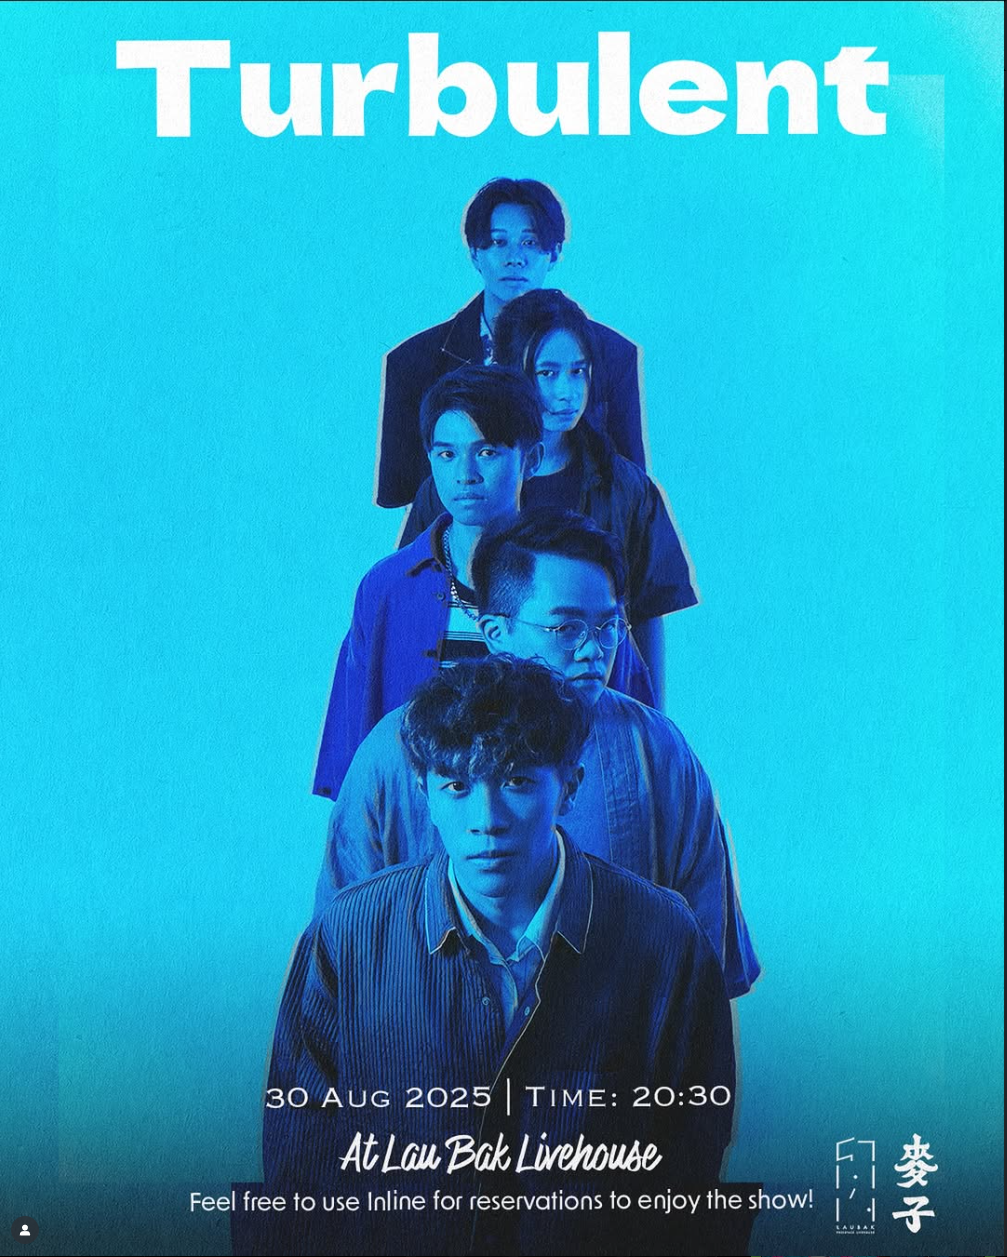 Turbulent
30 Aug 2025 | Time: 20:30
At Lau Bak Livehouse
Feel free to use Inline for reservations to enjoy the show!
LAUBAK
麥子